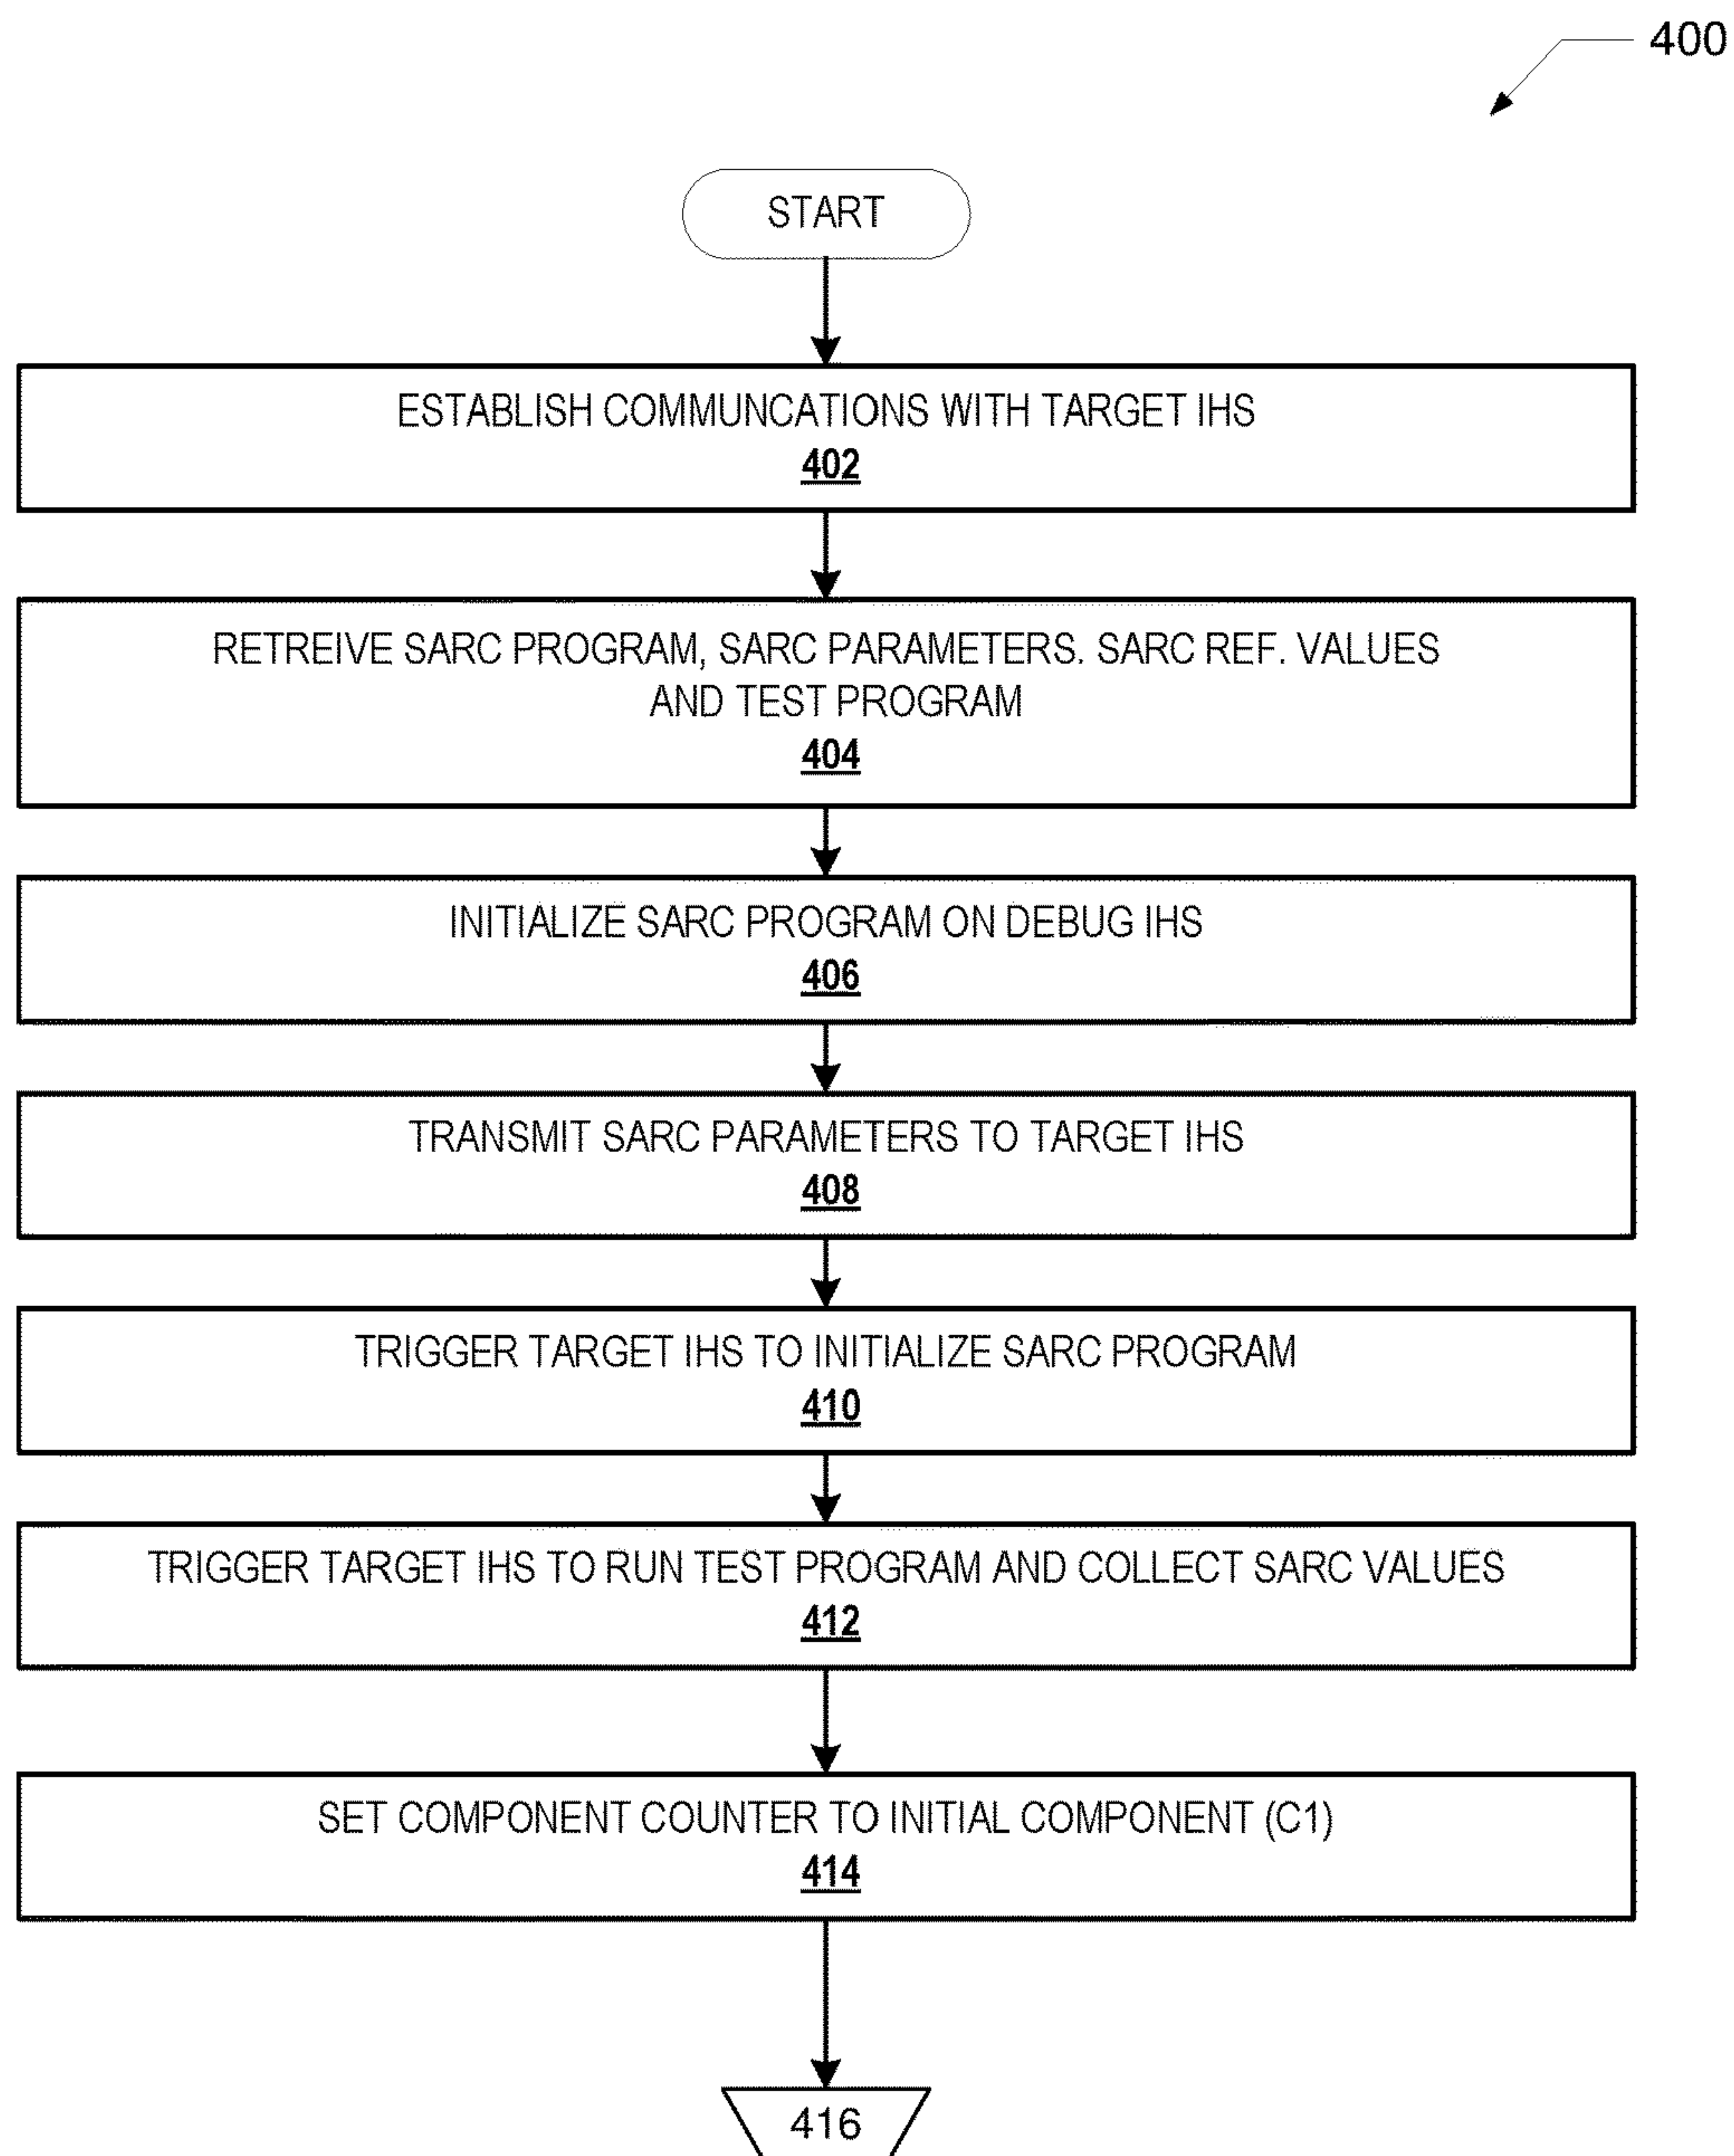 400
START
ESTABLISH COMMUNCATIONS WITH TARGET IHS
402
RETREIVE SARC PROGRAM, SARC PARAMETERS. SARC REF. VALUES
AND TEST PROGRAM
404
INITIALIZE SARC PROGRAM ON DEBUG IHS
406
TRANSMIT SARC PARAMETERS TO TARGET IHS
408
TRIGGER TARGET IHS TO INITIALIZE SARC PROGRAM
410
TRIGGER TARGET IHS TO RUN TEST PROGRAM AND COLLECT SARC VALUES
412
SET COMPONENT COUNTER TO INITIAL COMPONENT (C1)
414
416